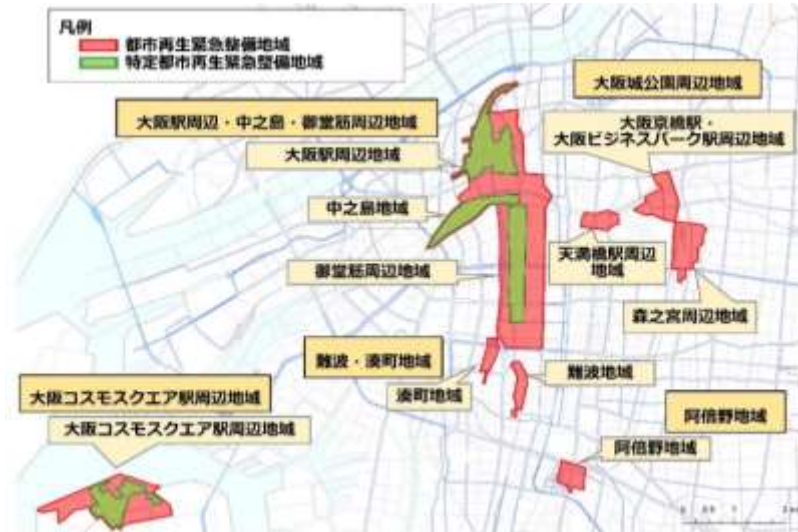 凡例
都市再生緊急整備地域
特定都市再生緊急整備地域
大阪城公園周辺地域
大阪駅周辺・中之島・御堂筋周辺地域
大阪京橋駅・
大阪ビジネスパーク駅周辺地域
大阪駅周辺地域
中之島地域
天満橋駅周辺
地域
御堂筋周辺地域
森之宮周辺地域
難波・湊町地域
難波地域
大阪コスモスクエア駅周辺地域
湊町地域
阿倍野地域
大阪コスモスクエア駅周辺地域
阿倍野地域